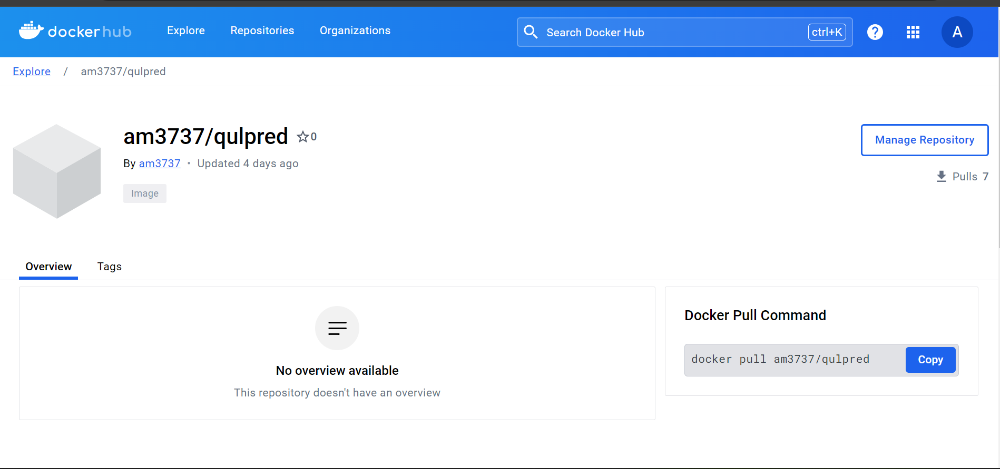 dockerhub Explore Repositories Organizations Search Docker Hub ctrl+K ? A
Explore / am3737/qulpred
am3737/qulpred 0
Manage Repository
By am3737 • Updated 4 days ago
Pulls 7
Image
Overview Tags
No overview available
This repository doesn't have an overview
Docker Pull Command
docker pull am3737/qulpred Copy